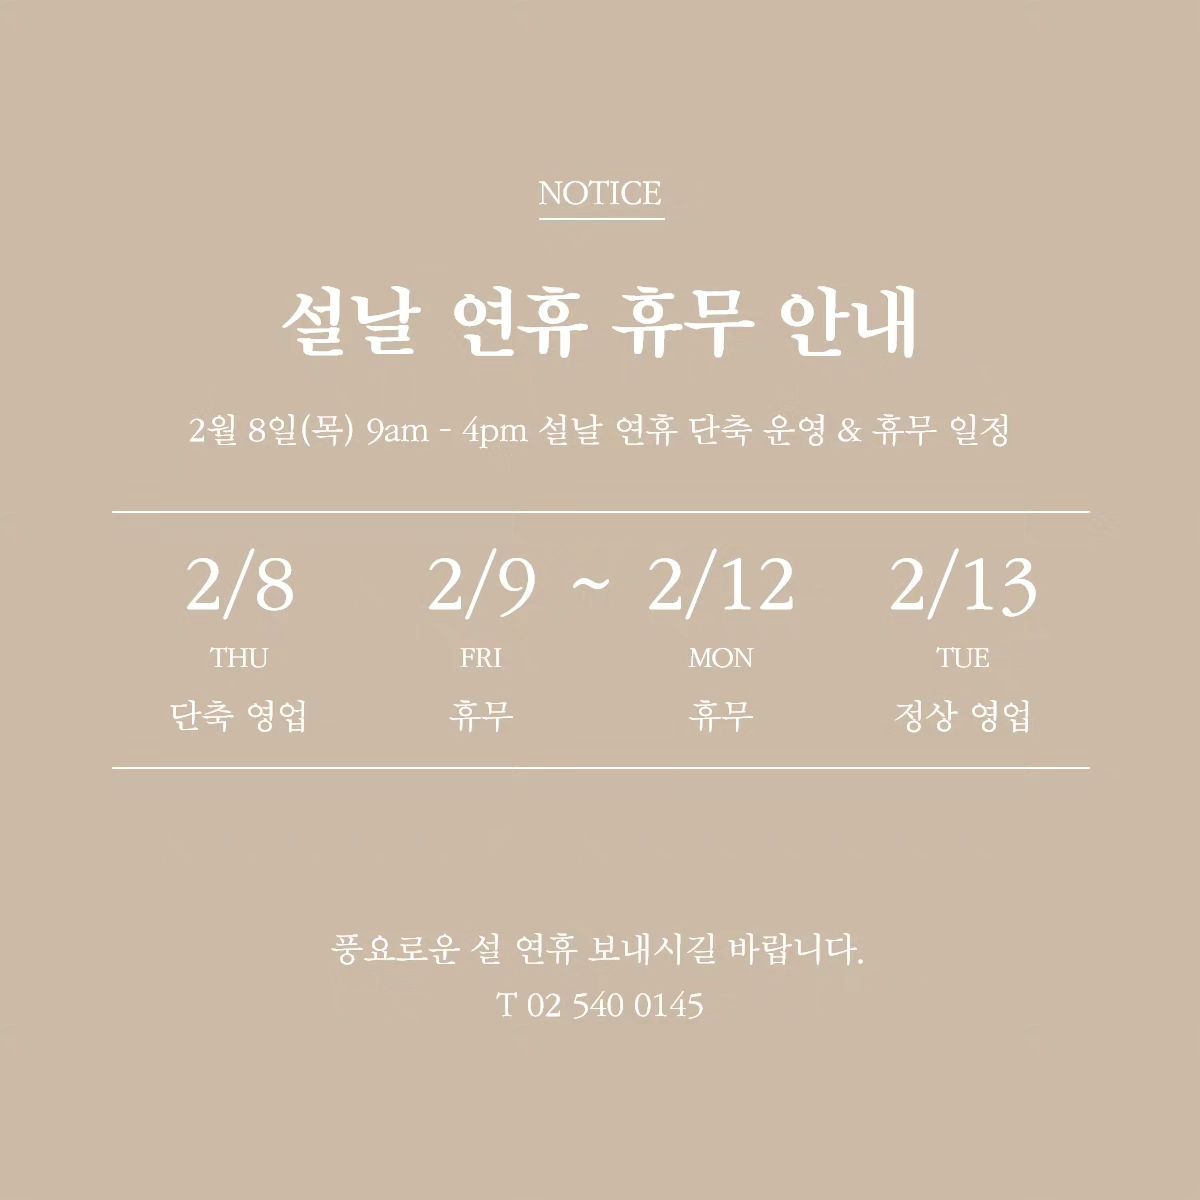 NOTICE
설날 연휴 휴무 안내
2월 8일(목) 9am - 4pm 설날 연휴 단축 운영 & 휴무 일정
2/8 2/9 ~ 2/12 2/13
THU FRI MON TUE
단축 영업 휴무 휴무 정상 영업
풍요로운 설 연휴 보내시길 바랍니다.
T 02 540 0145